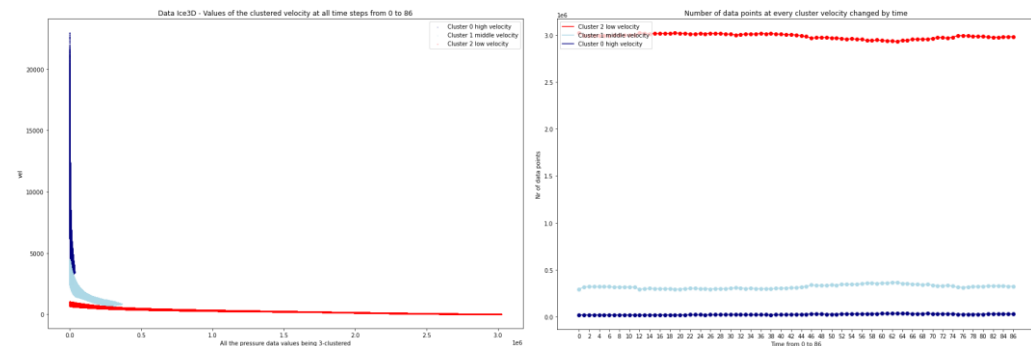 Data Ice3D - Values of the clustered velocity at all time steps from 0 to 86
Cluster 0 high velocity
Cluster 1 middle velocity
Cluster 2 low velocity
vel
20000
15000
10000
5000
0
0.0
0.5
1.0
1.5
2.0
2.5
3.0
1e6
All the pressure data values being 3-clustered
Number of data points at every cluster velocity changed by time
1e6
Cluster 2 low velocity
Cluster 1 middle velocity
Cluster 0 high velocity
Nr of data points
3.0
2.5
2.0
1.5
1.0
0.5
0.0
0 2 4 6 8 10 12 14 16 18 20 22 24 26 28 30 32 34 36 38 40 42 44 46 48 50 52 54 56 58 60 62 64 66 68 70 72 74 76 78 80 82 84 86
Time from 0 to 86